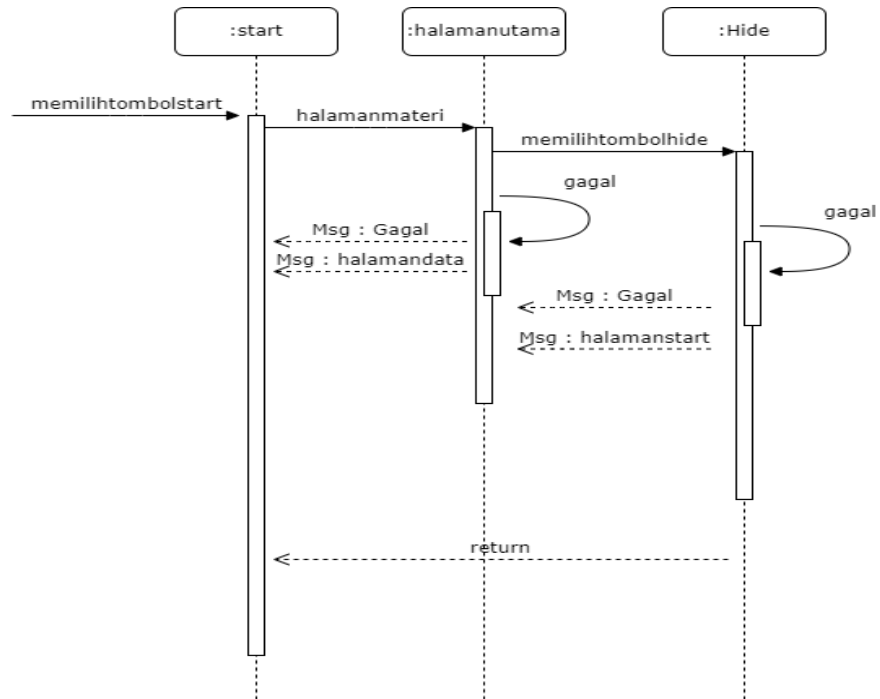 :start
:halamanutama
:Hide
memilihtombolstart
halamanmateri
memilihtombolhide
gagal
gagal
Msg : Gagal
Msg : halamandata
Msg : Gagal
Msg : halamanstart
return